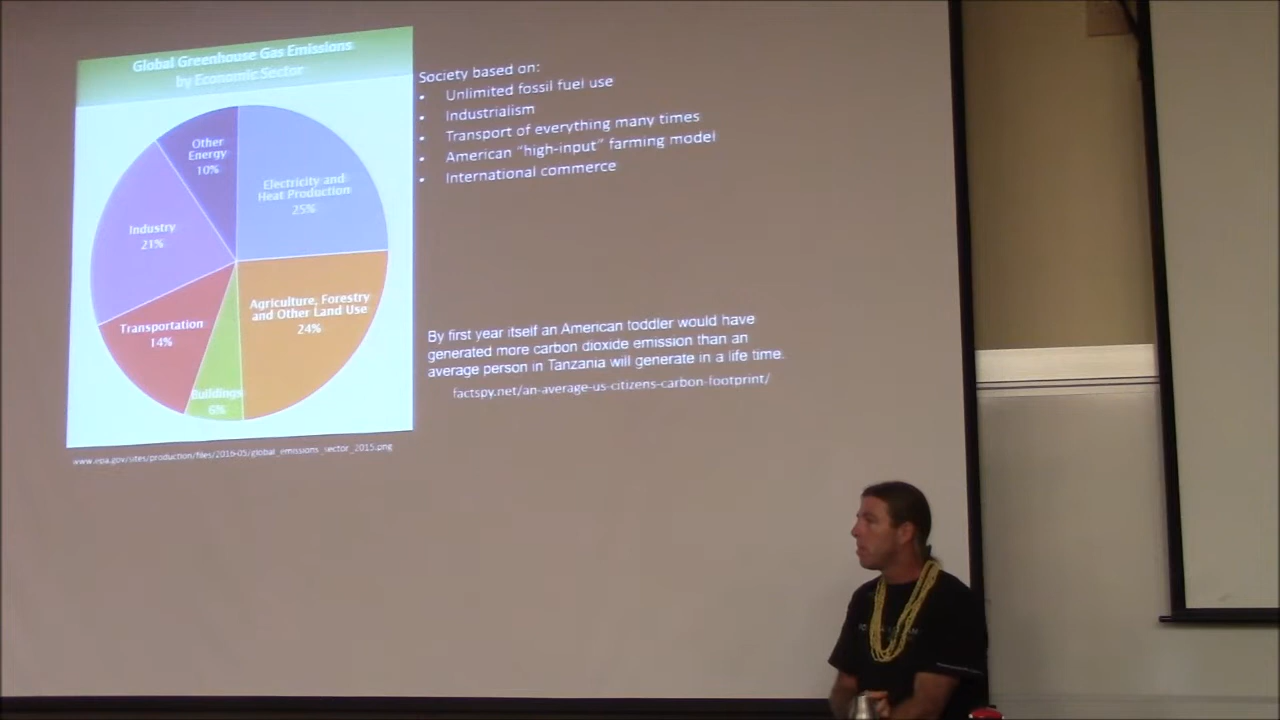 Global Greenhouse Gas Emissions
by Economic Sector
Other
Energy
10%
Electricity and
Heat Production
25%
Industry
21%
Agriculture, Forestry
and Other Land Use
24%
Transportation
14%
Buildings
6%
www.epa.gov/sites/production/files/2016-05/global_emissions_sector_2015.png
Society based on:
• Unlimited fossil fuel use
• Industrialism
• Transport of everything many times
• American “high-input” farming model
• International commerce
By first year itself an American toddler would have
generated more carbon dioxide emission than an
average person in Tanzania will generate in a life time.
factspy.net/an-average-us-citizens-carbon-footprint/